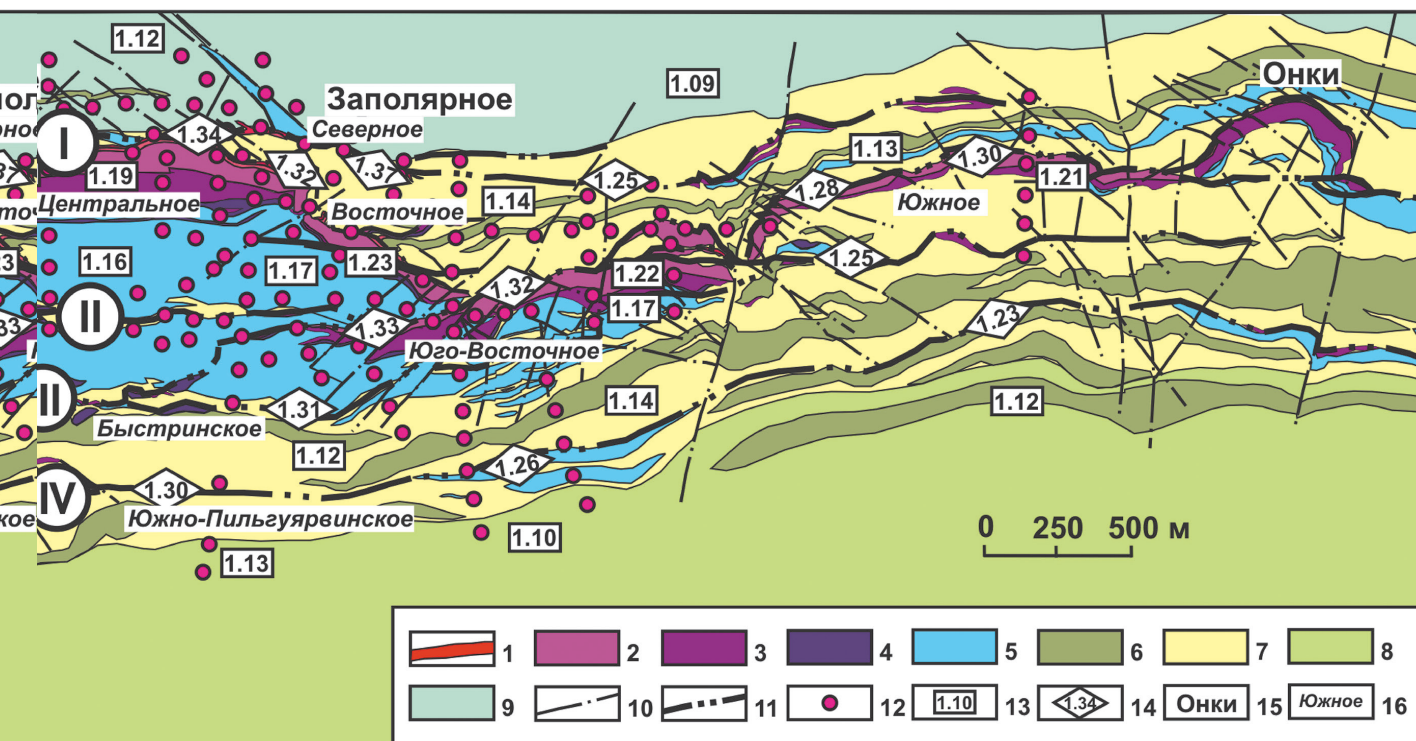 1.12
1.09
Онки
Заполярное
Северное
I
1.34
1.32
1.37
1.13
1.30
1.19
1.25
1.28
1.21
Центральное
Восточное
1.14
Южное
1.16
1.17
1.23
1.22
1.25
1.32
1.17
II
1.33
1.23
Юго-Восточное
II
1.31
1.14
1.12
Быстринское
1.12
1.26
IV
1.30
Южно-Пильгуярвинское
1.10
1.13
0 250 500 м
1 2 3 4 5 6 7 8
9 10 11 12 1.10 13 1.34 14 Онки 15 Южное 16